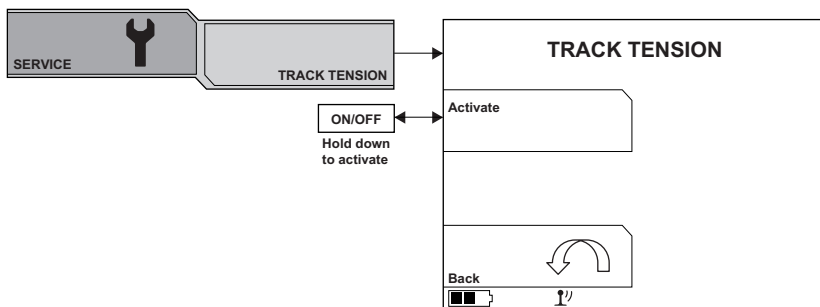 SERVICE
TRACK TENSION
TRACK TENSION
ON/OFF
Hold down
to activate
Activate
Back